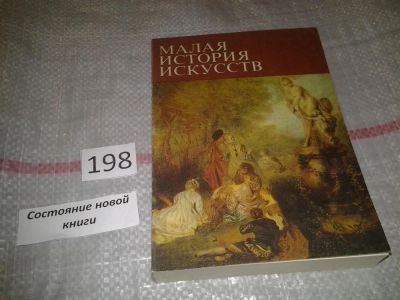 МАЛАЯ
ИСТОРИЯ
ИСКУССТВ
198
Состояние новой
книги